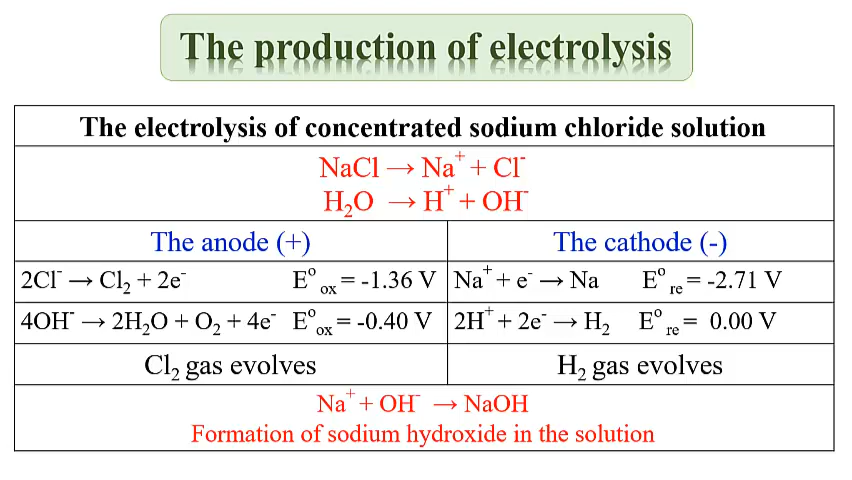 The production of electrolysis
The electrolysis of concentrated sodium chloride solution
NaCl → Na⁺ + Cl⁻
H₂O → H⁺ + OH⁻
The anode (+)
The cathode (-)
2Cl⁻ → Cl₂ + 2e⁻ E° ₒₓ = -1.36 V
Na⁺ + e⁻ → Na E° ᵣₑ = -2.71 V
4OH⁻ → 2H₂O + O₂ + 4e⁻ E°ₒₓ = -0.40 V
2H⁺ + 2e⁻ → H₂ E° ᵣₑ = 0.00 V
Cl₂ gas evolves
H₂ gas evolves
Na⁺ + OH⁻ → NaOH
Formation of sodium hydroxide in the solution